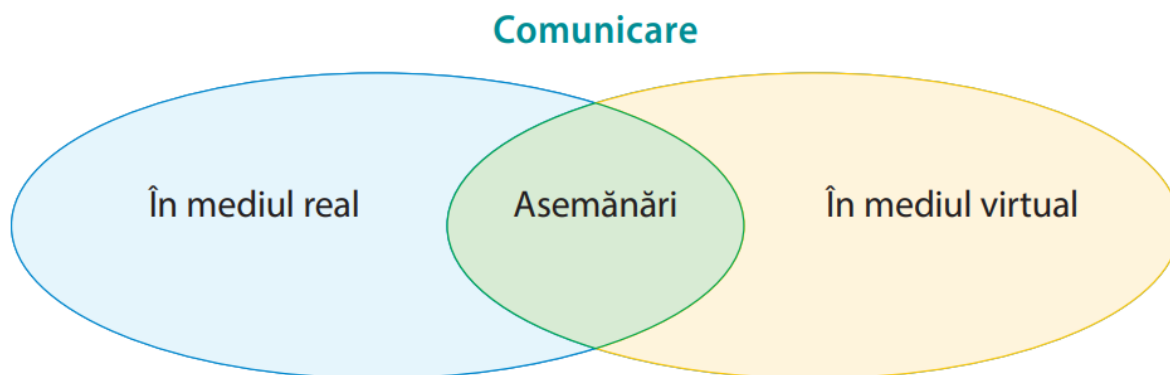 Comunicare
În mediul real
Asemănări
În mediul virtual